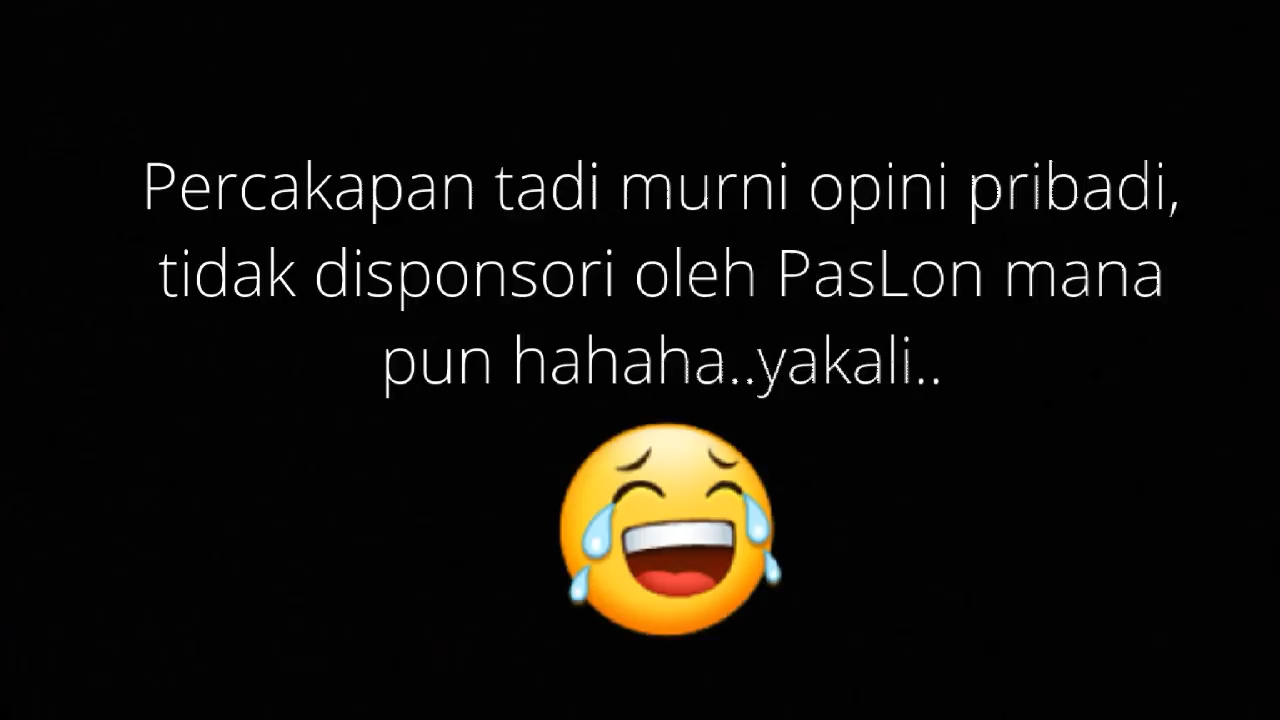 Percakapan tadi murni opini pribadi,
tidak disponsori oleh PasLon mana
pun hahaha..yakali..